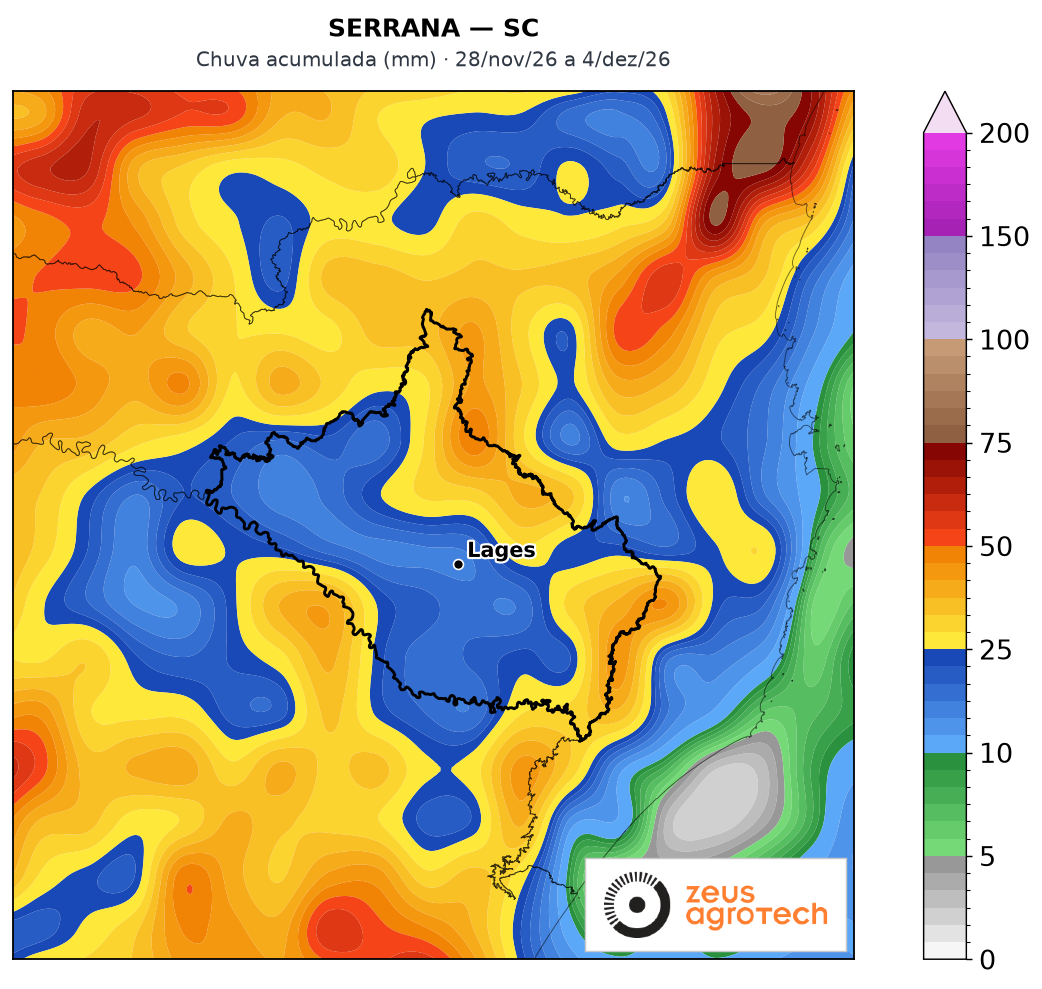 SERRANA — SC
Chuva acumulada (mm) · 28/nov/26 a 4/dez/26
200
150
100
75
50
25
10
5
0
Lages
zeus
agrotech